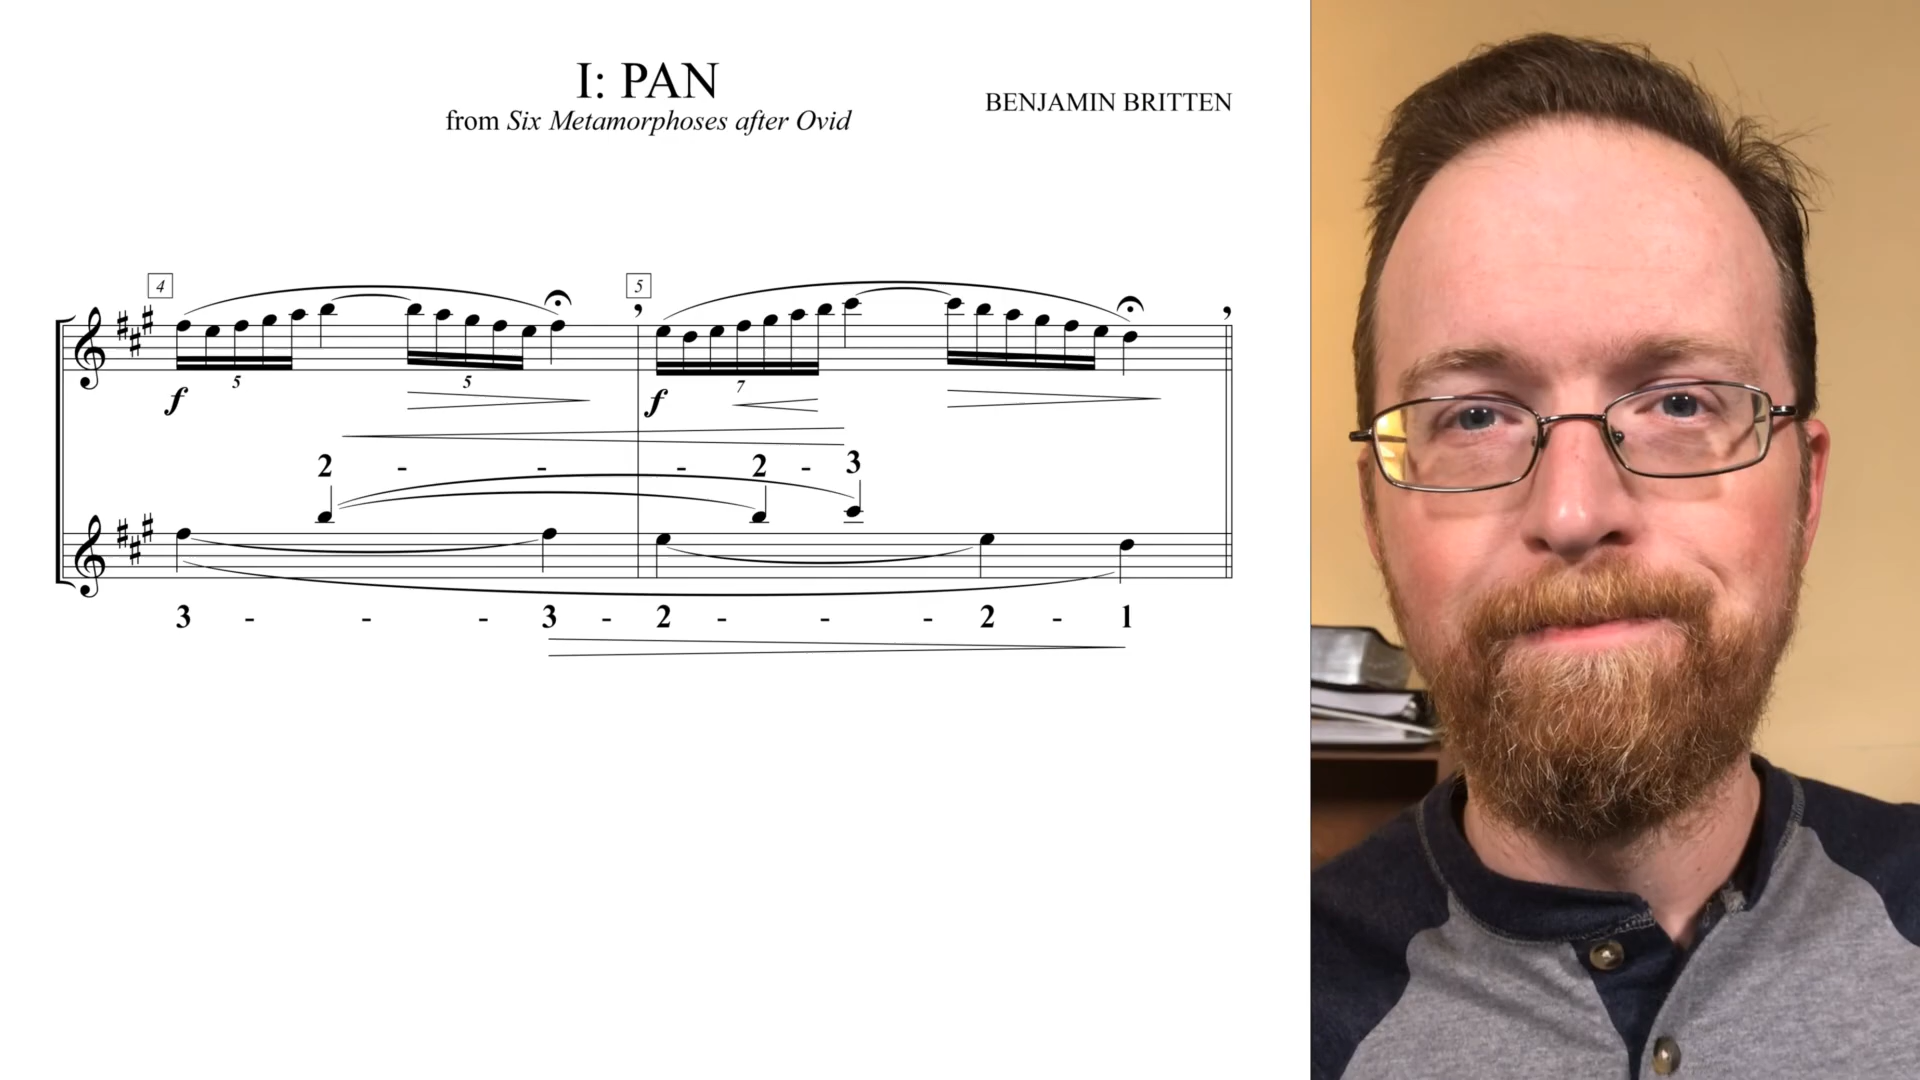 I: PAN
from Six Metamorphoses after Ovid
BENJAMIN BRITTEN
4 5
5 5 7
f f
2 - - - 2 - 3
3 - - - 3 - 2 - - - 2 - 1